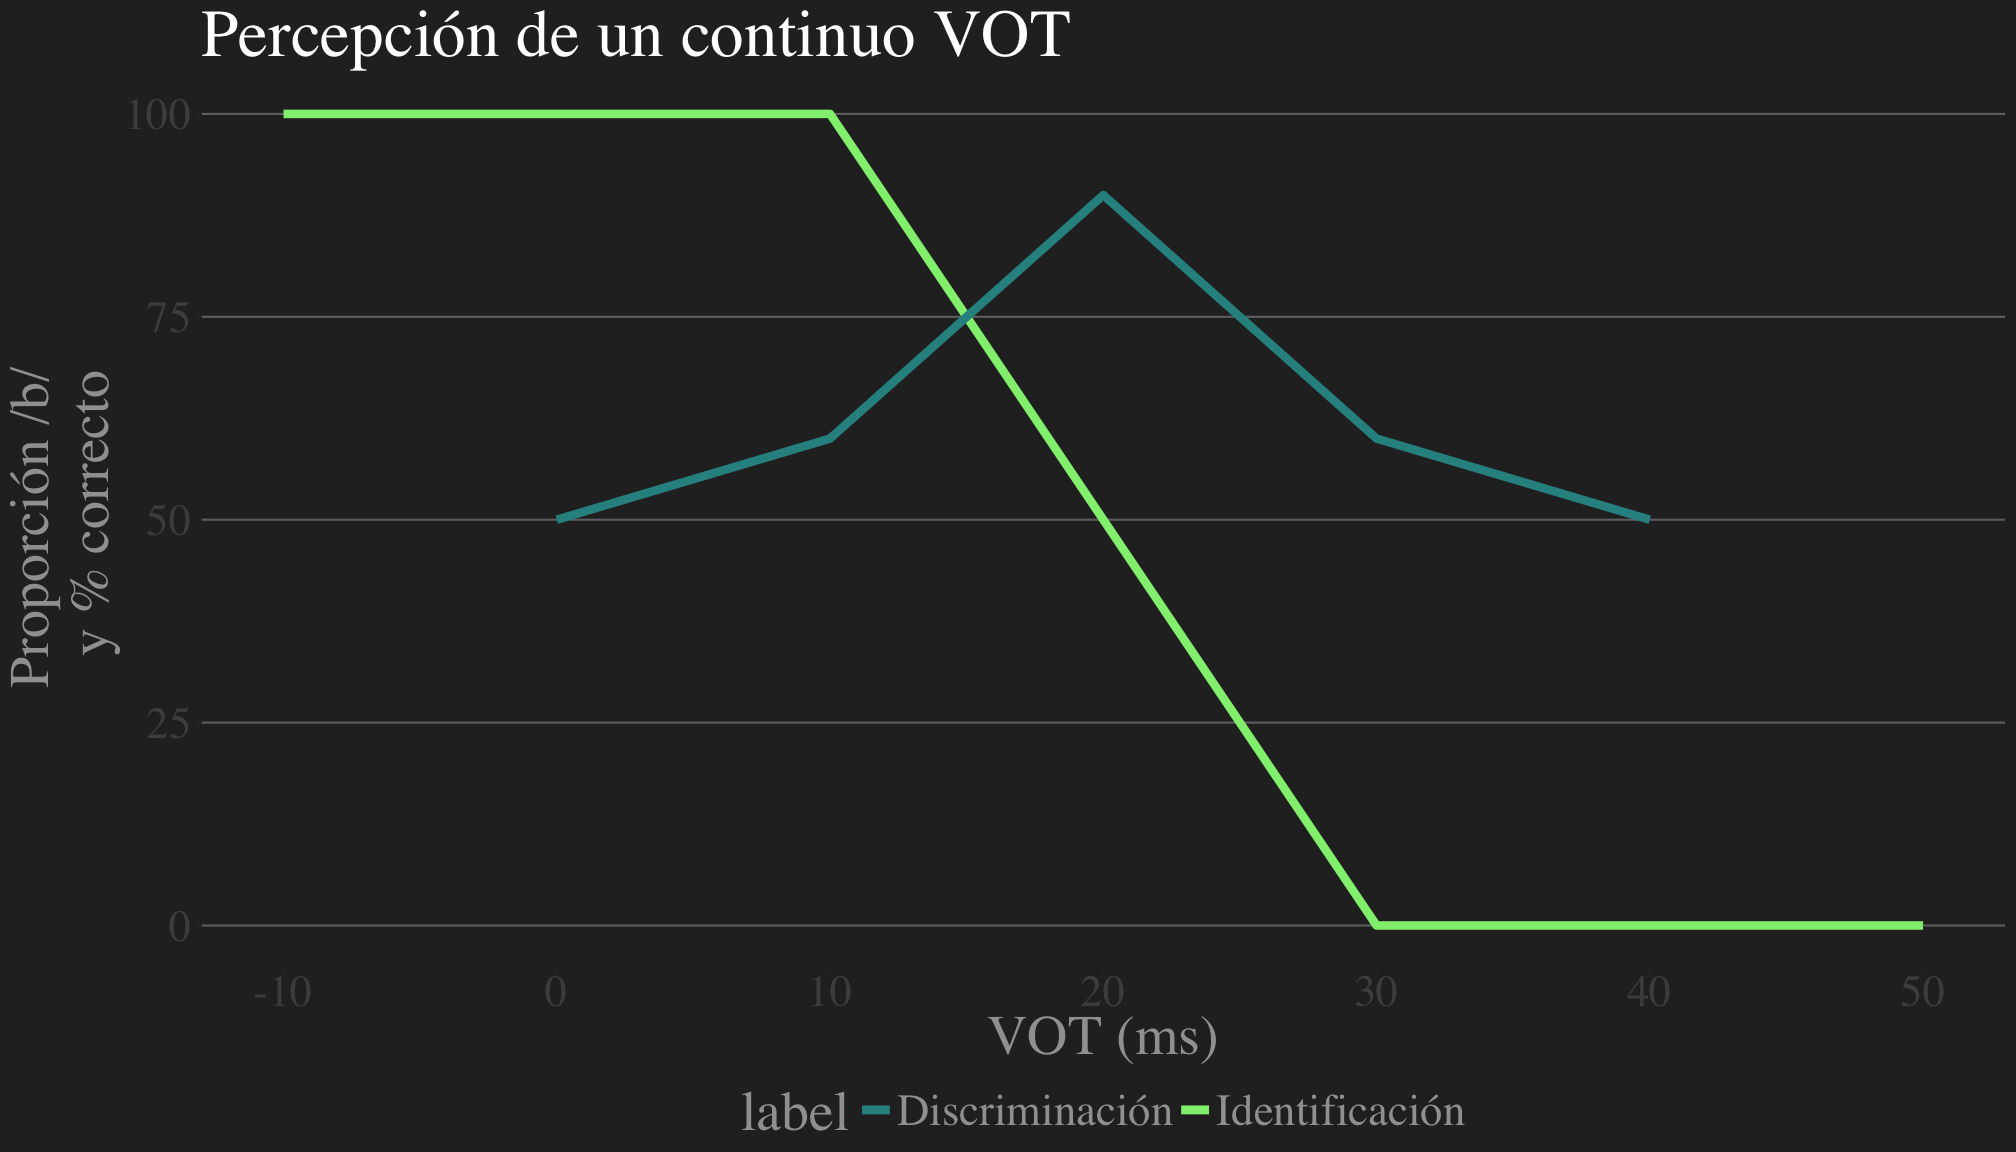 Percepción de un continuo VOT
Proporción /b/
y % correcto
100
75
50
25
0
-10 0 10 20 30 40 50
VOT (ms)
label Discriminación Identificación